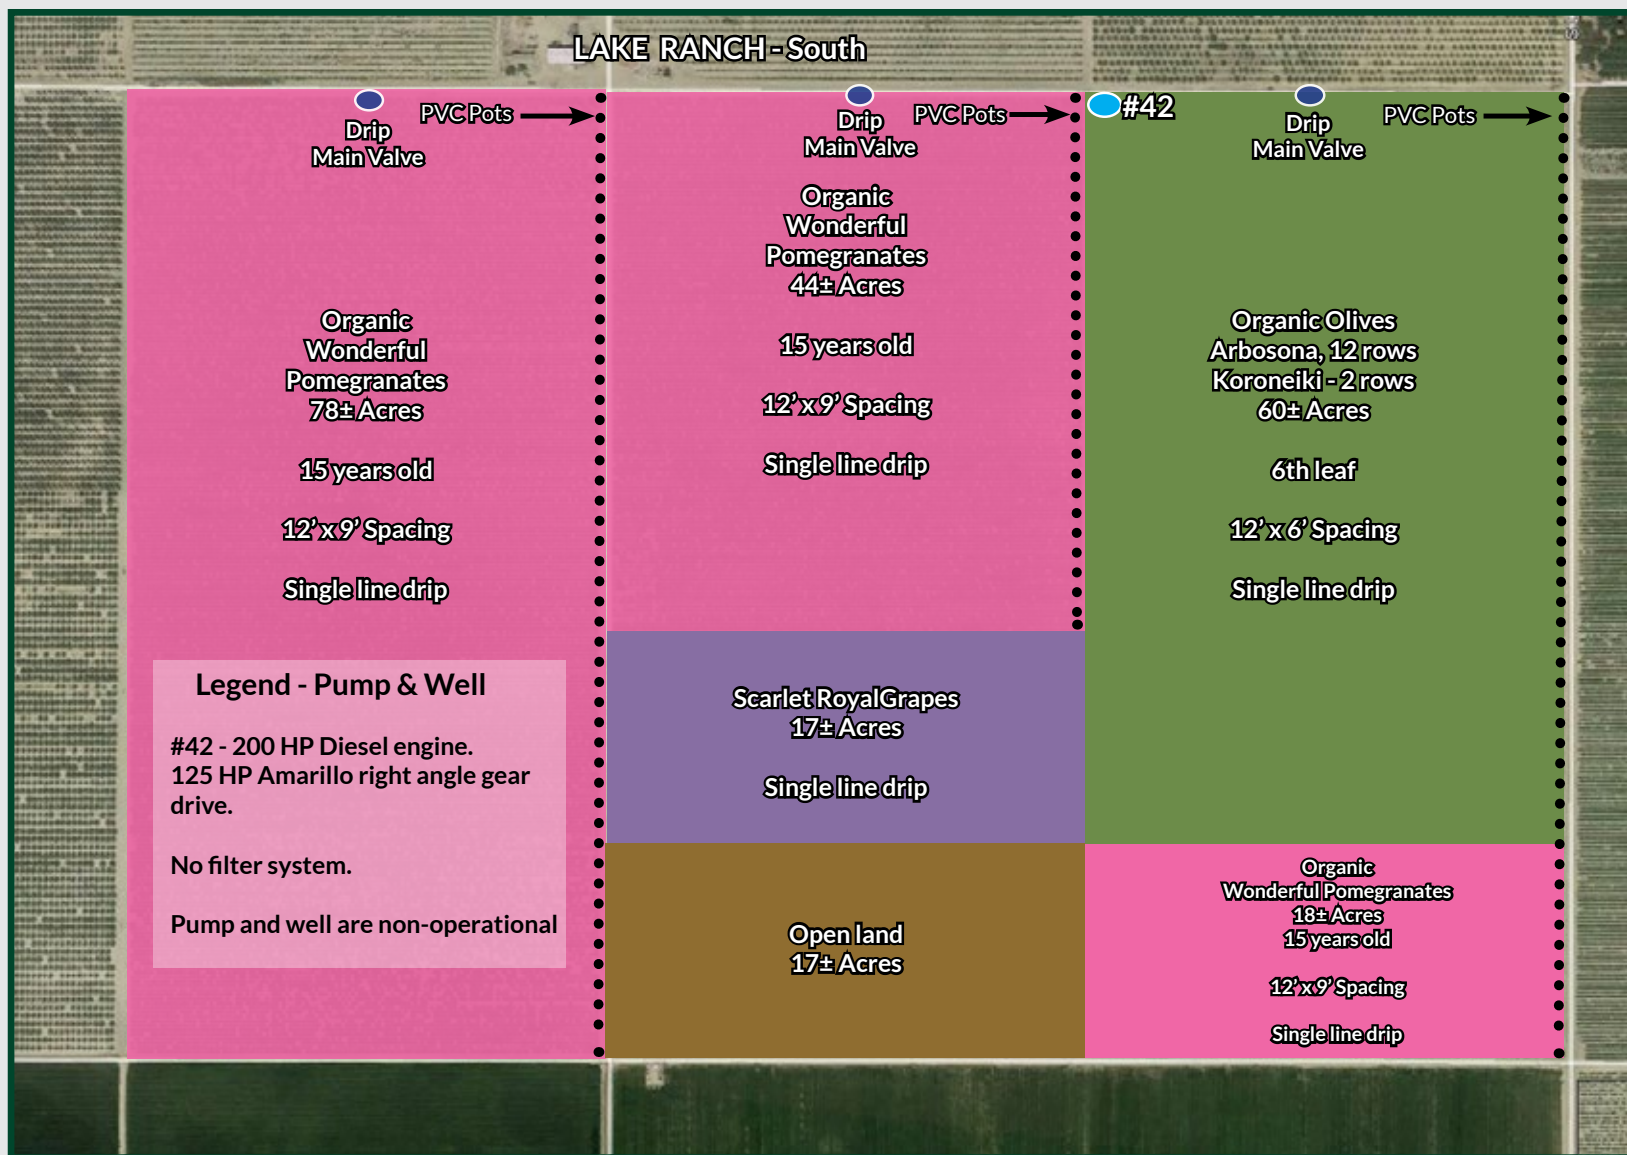 LAKE RANCH - South
Drip
Main Valve
PVC Pots
Organic
Wonderful
Pomegranates
78± Acres
15 years old
12’ x 9’ Spacing
Single line drip
Legend - Pump & Well
#42 - 200 HP Diesel engine.
125 HP Amarillo right angle gear
drive.
No filter system.
Pump and well are non-operational
Drip
Main Valve
PVC Pots
Organic
Wonderful
Pomegranates
44± Acres
15 years old
12’ x 9’ Spacing
Single line drip
Scarlet RoyalGrapes
17± Acres
Single line drip
Open land
17± Acres
#42
Drip
Main Valve
PVC Pots
Organic Olives
Arbosona, 12 rows
Koroneiki - 2 rows
60± Acres
6th leaf
12’ x 6’ Spacing
Single line drip
Organic
Wonderful Pomegranates
18± Acres
15 years old
12’ x 9’ Spacing
Single line drip